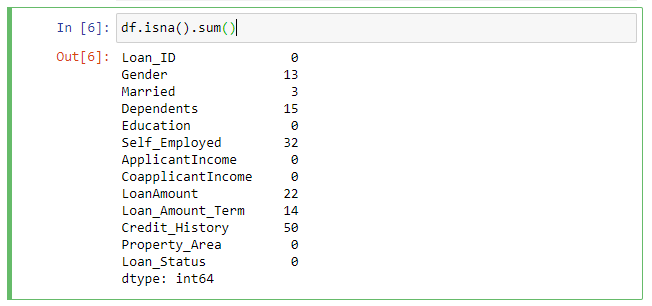 In [6]: df.isna().sum()
Out[6]: Loan_ID 0
Gender 13
Married 3
Dependents 15
Education 0
Self_Employed 32
ApplicantIncome 0
CoapplicantIncome 0
LoanAmount 22
Loan_Amount_Term 14
Credit_History 50
Property_Area 0
Loan_Status 0
dtype: int64